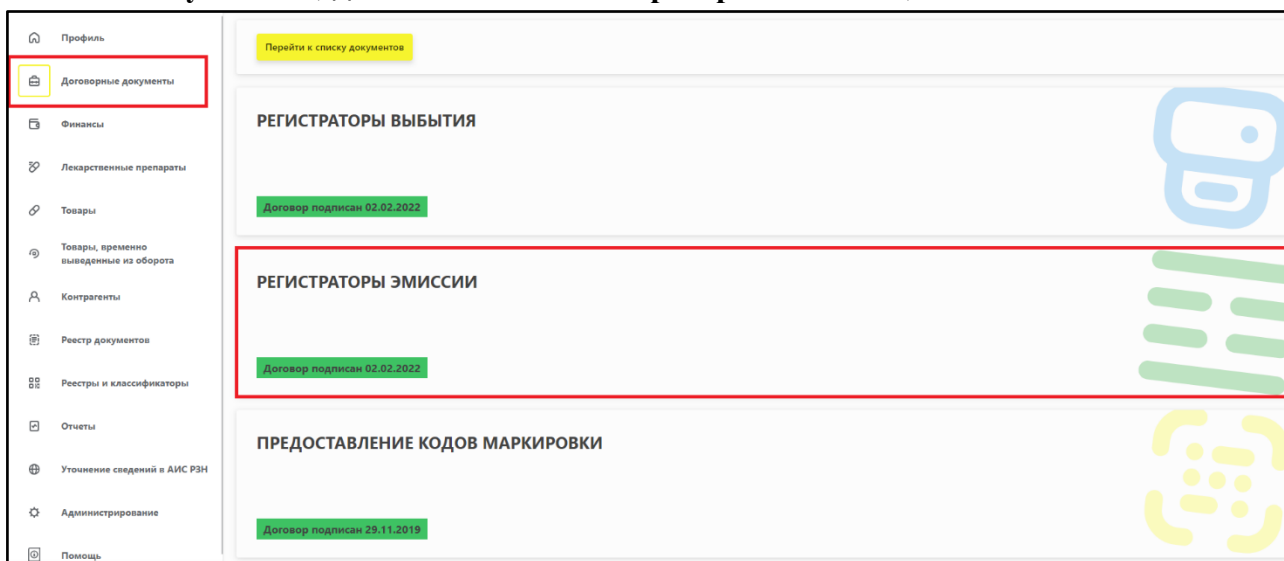 Профиль
Договорные документы
Финансы
Лекарственные препараты
Товары
Товары, временно
выведенные из оборота
Контрагенты
Реестр документов
Реестры и классификаторы
Отчеты
Уточнение сведений в АИС РЗН
Администрирование
Помощь
Перейти к списку документов
РЕГИСТРАТОРЫ ВЫБЫТИЯ
Договор подписан 02.02.2022
РЕГИСТРАТОРЫ ЭМИССИИ
Договор подписан 02.02.2022
ПРЕДОСТАВЛЕНИЕ КОДОВ МАРКИРОВКИ
Договор подписан 29.11.2019